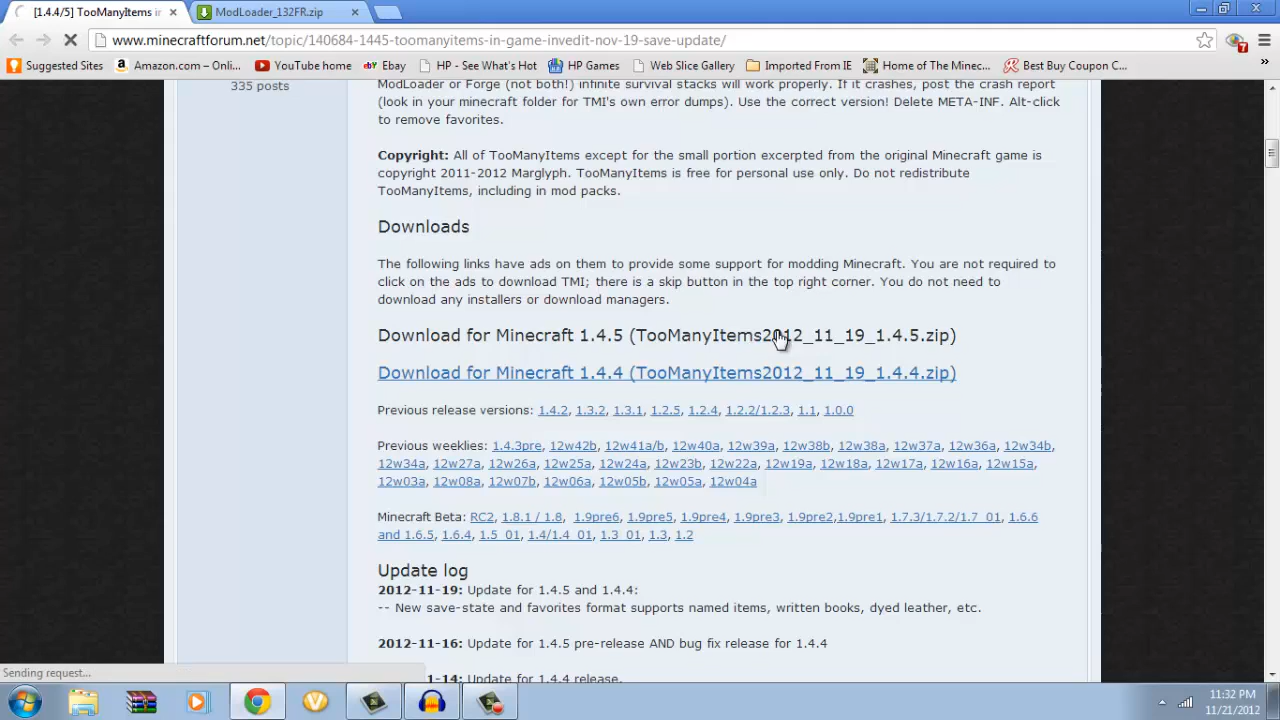 [1.4.4/5] TooManyItems in
ModLoader_132FR.zip
www.minecraftforum.net/topic/140684-1445-toomanyitems-in-game-invedit-nov-19-save-update/
7
Suggested Sites
Amazon.com – Onli...
YouTube home
Ebay
HP - See What's Hot
HP Games
Web Slice Gallery
Imported From IE
Home of The Minec...
Best Buy Coupon C...
»
335 posts
ModLoader or Forge (not both!) infinite survival stacks will work properly. If it crashes, post the crash report
(look in your minecraft folder for TMI's own error dumps). Use the correct version! Delete META-INF. Alt-click
to remove favorites.
Copyright: All of TooManyItems except for the small portion excerpted from the original Minecraft game is
copyright 2011-2012 Marglyph. TooManyItems is free for personal use only. Do not redistribute
TooManyItems, including in mod packs.
Downloads
The following links have ads on them to provide some support for modding Minecraft. You are not required to
click on the ads to download TMI; there is a skip button in the top right corner. You do not need to
download any installers or download managers.
Download for Minecraft 1.4.5 (TooManyItems2012_11_19_1.4.5.zip)
Download for Minecraft 1.4.4 (TooManyItems2012_11_19_1.4.4.zip)
Previous release versions: 1.4.2, 1.3.2, 1.3.1, 1.2.5, 1.2.4, 1.2.2/1.2.3, 1.1, 1.0.0
Previous weeklies: 1.4.3pre, 12w42b, 12w41a/b, 12w40a, 12w39a, 12w38b, 12w38a, 12w37a, 12w36a, 12w34b,
12w34a, 12w27a, 12w26a, 12w25a, 12w24a, 12w23b, 12w22a, 12w19a, 12w18a, 12w17a, 12w16a, 12w15a,
12w03a, 12w08a, 12w07b, 12w06a, 12w05b, 12w05a, 12w04a
Minecraft Beta: RC2, 1.8.1 / 1.8, 1.9pre6, 1.9pre5, 1.9pre4, 1.9pre3, 1.9pre2,1.9pre1, 1.7.3/1.7.2/1.7_01, 1.6.6
and 1.6.5, 1.6.4, 1.5_01, 1.4/1.4_01, 1.3_01, 1.3, 1.2
Update log
2012-11-19: Update for 1.4.5 and 1.4.4:
-- New save-state and favorites format supports named items, written books, dyed leather, etc.
2012-11-16: Update for 1.4.5 pre-release AND bug fix release for 1.4.4
Sending request...
1-14: Update for 1.4.4 release.
11:32 PM
11/21/2012